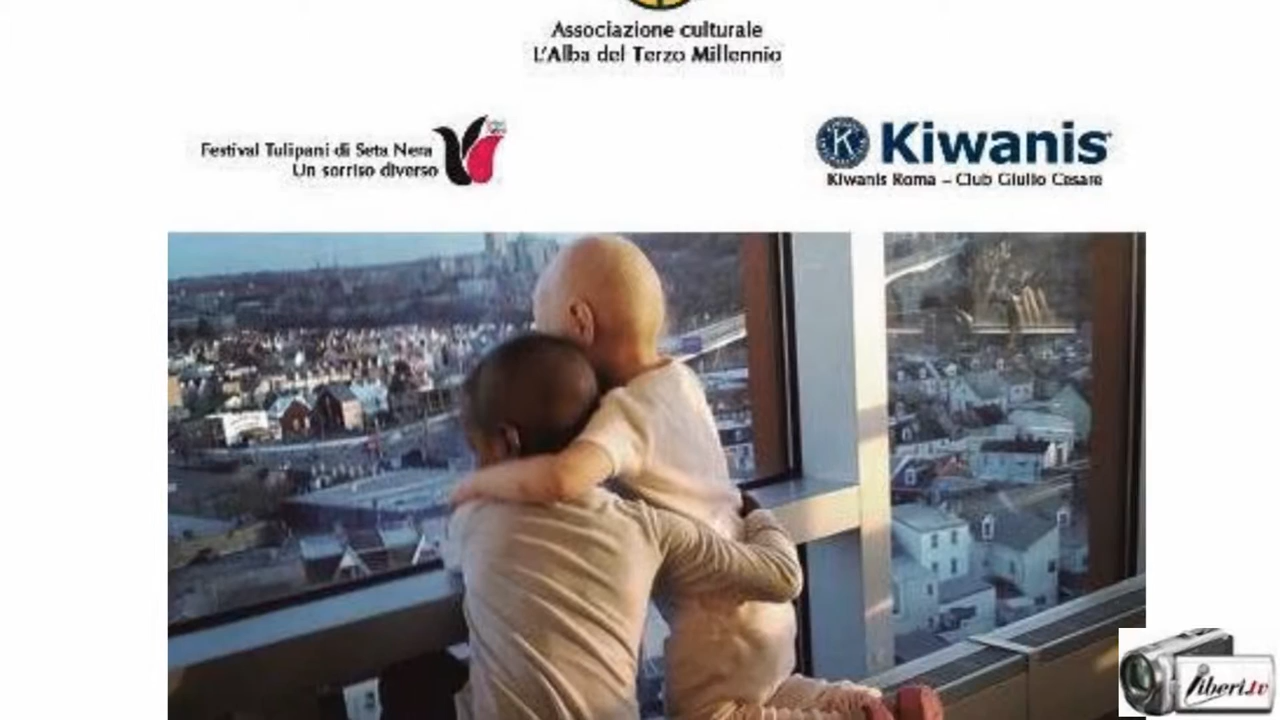 Associazione culturale
L'Alba del Terzo Millennio
Festival Tulipani di Seta Nera
Un sorriso diverso
K Kiwanis
Kiwanis Roma – Club Giulio Cesare
liberi.tv